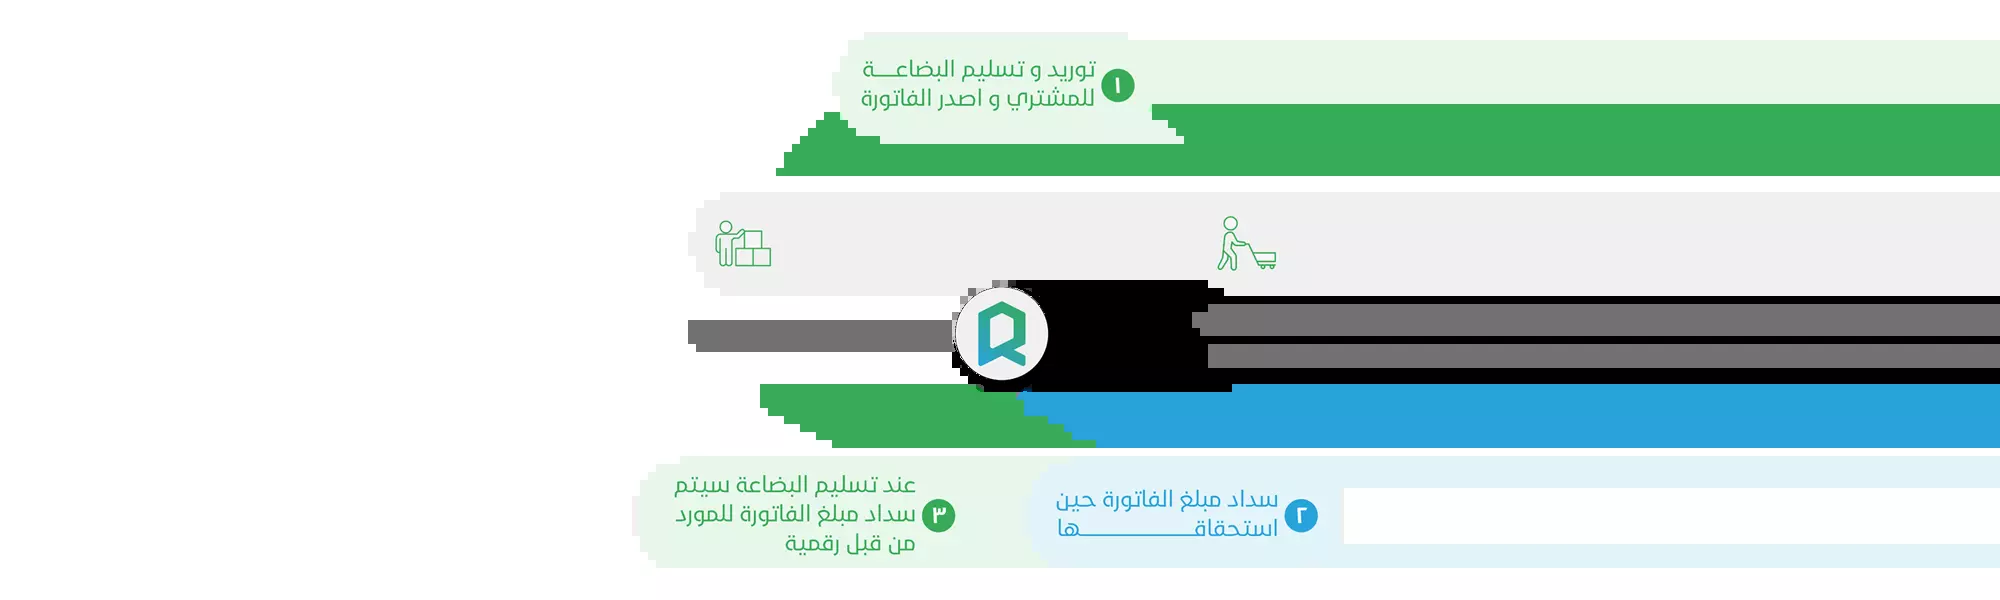 ١
توريد و تسليم البضاعـــة
للمشتري و اصدر الفاتورة
٢
سداد مبلغ الفاتورة حين
استحقاقـــــــــــــــها
٣
عند تسليم البضاعة سيتم
سداد مبلغ الفاتورة للمورد
من قبل رقمية